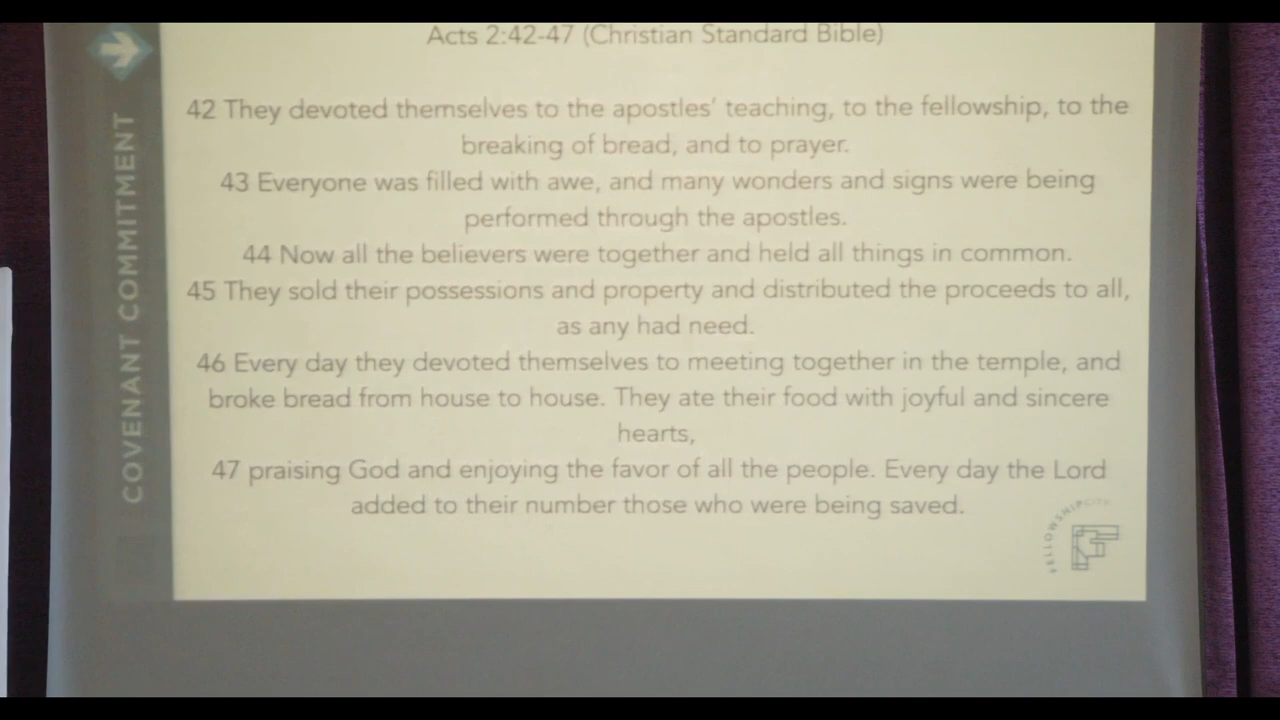 Acts 2:42-47 (Christian Standard Bible)
42 They devoted themselves to the apostles’ teaching, to the fellowship, to the
breaking of bread, and to prayer.
43 Everyone was filled with awe, and many wonders and signs were being
performed through the apostles.
44 Now all the believers were together and held all things in common.
45 They sold their possessions and property and distributed the proceeds to all,
as any had need.
46 Every day they devoted themselves to meeting together in the temple, and
broke bread from house to house. They ate their food with joyful and sincere
hearts,
47 praising God and enjoying the favor of all the people. Every day the Lord
added to their number those who were being saved.
COVENANT COMMITMENT
FELLOWSHIPCITY